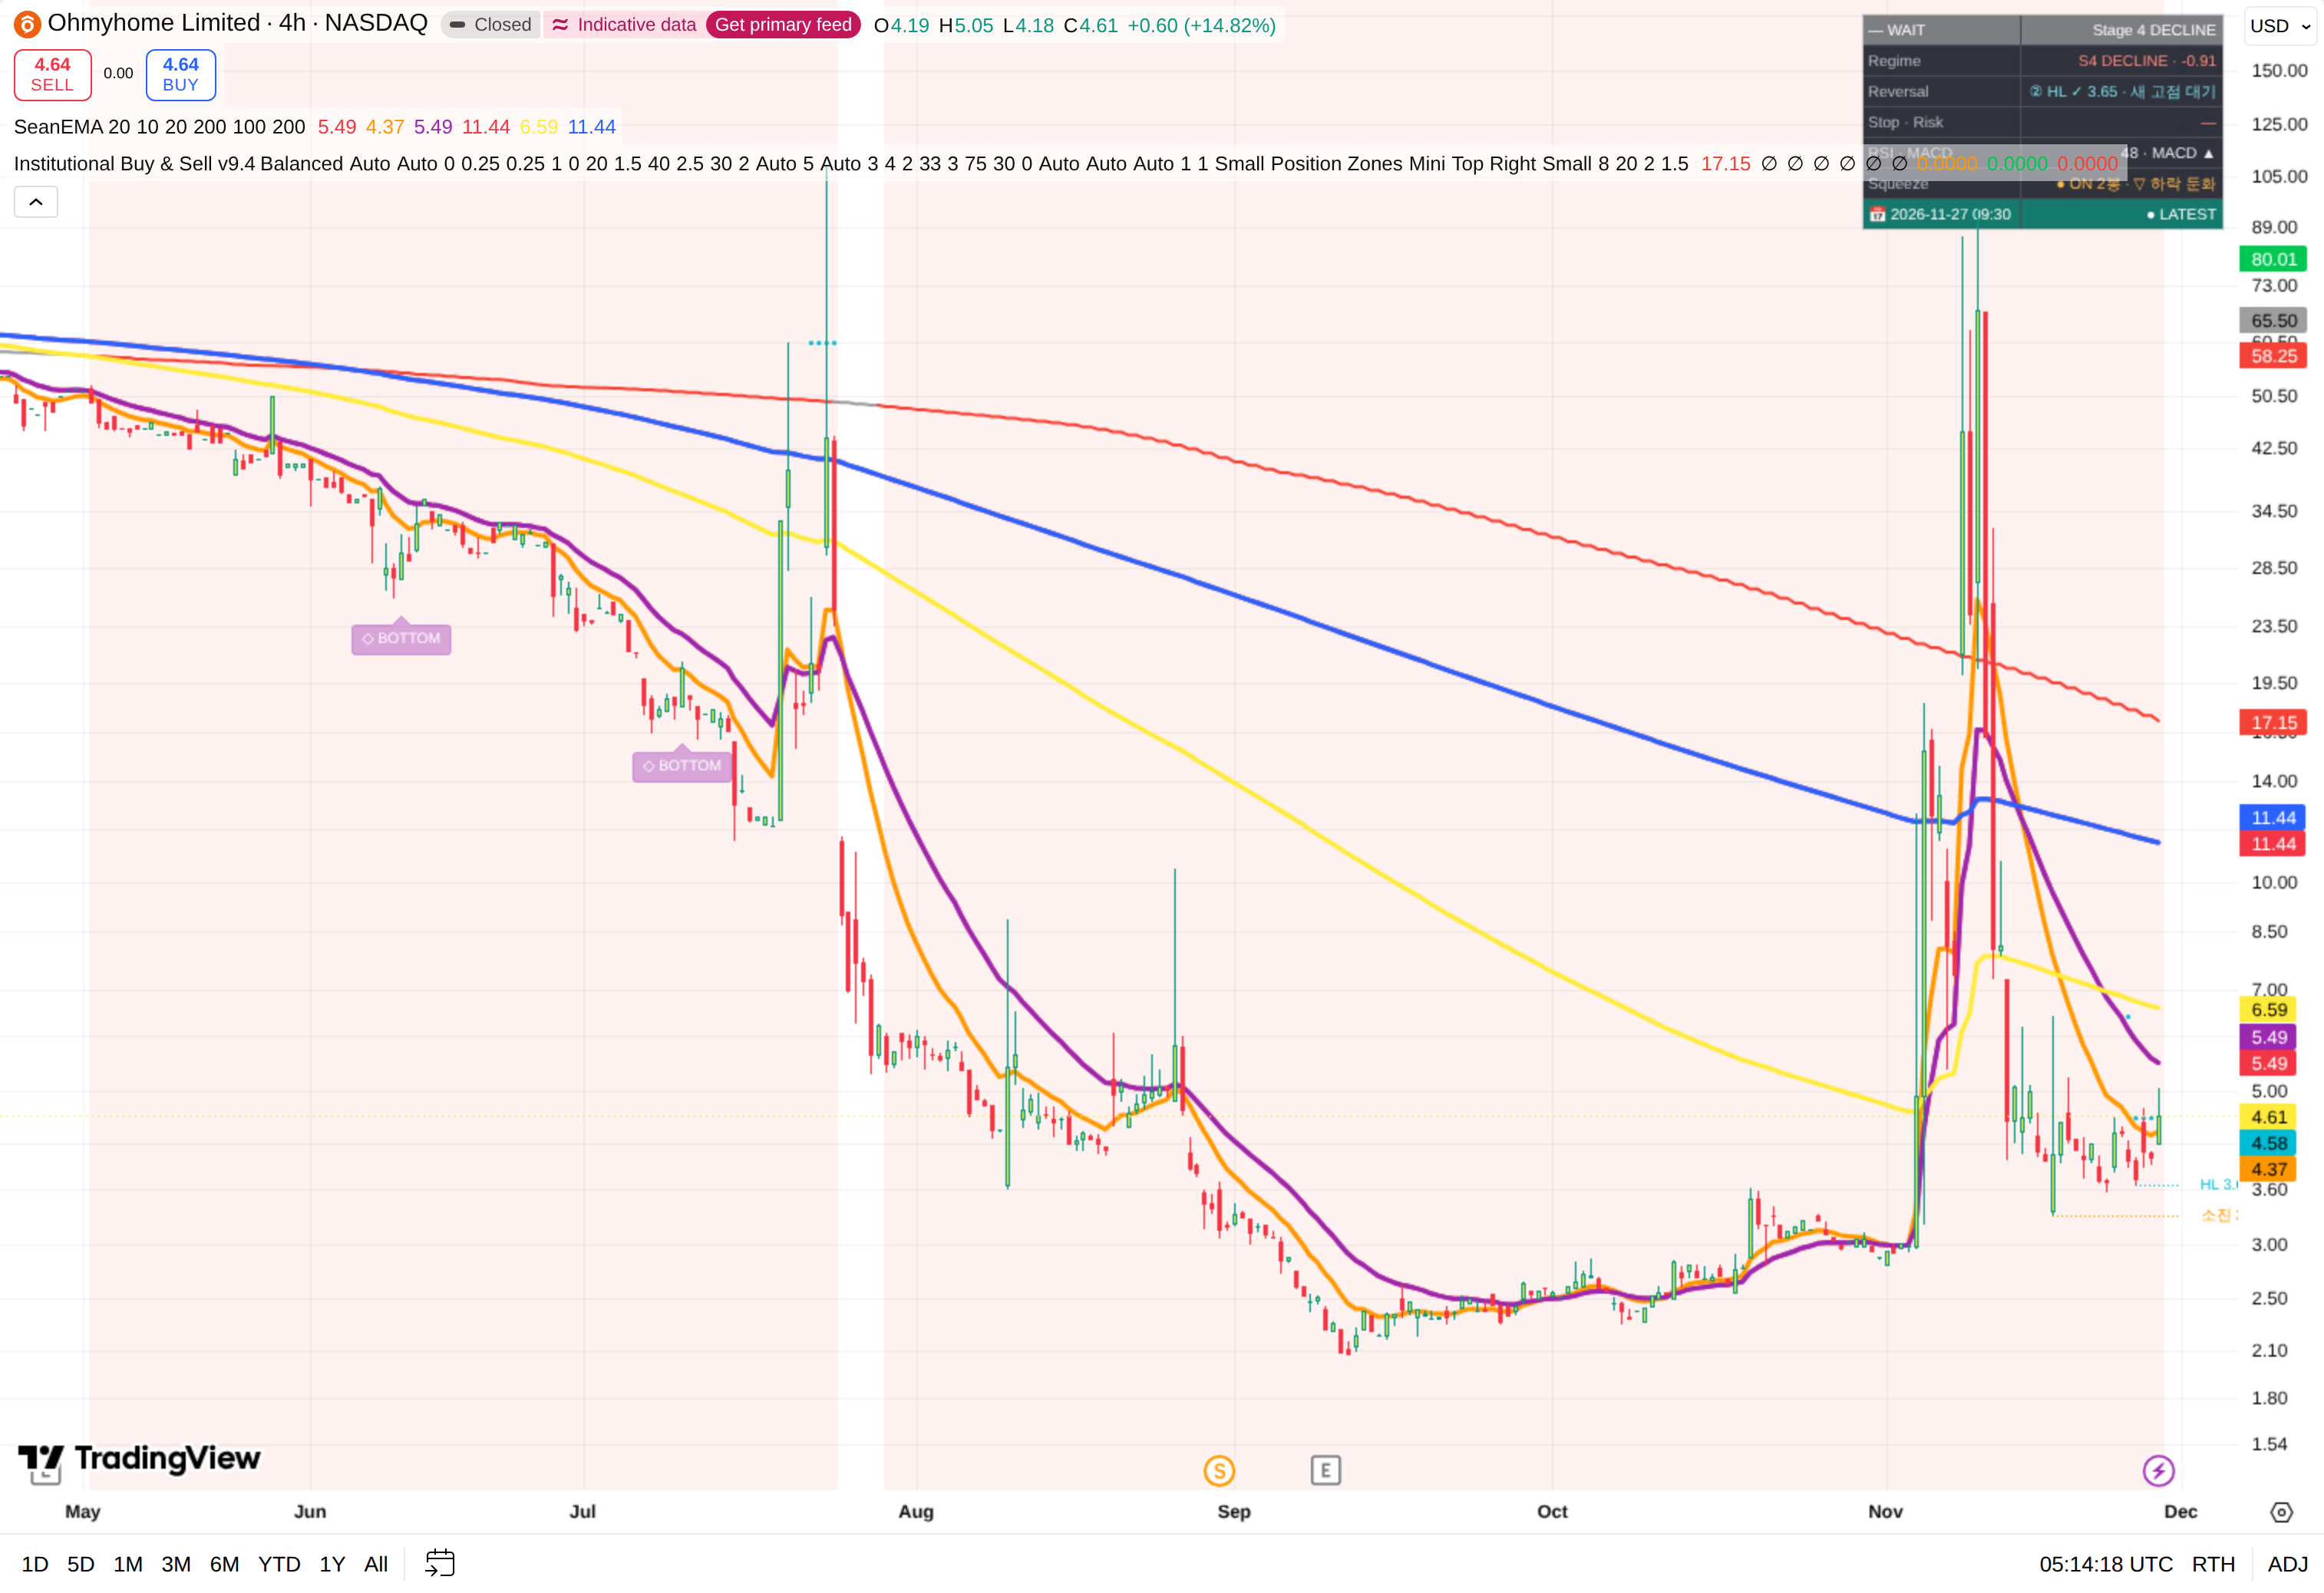 Ohmyhome Limited · 4h · NASDAQ
Closed
Indicative data
Get primary feed
O4.19 H5.05 L4.18 C4.61 +0.60 (+14.82%)
4.64
SELL
0.00
4.64
BUY
SeanEMA 20 10 20 200 100 200 5.49 4.37 5.49 11.44 6.59 11.44
Institutional Buy & Sell v9.4 Balanced Auto Auto 0 0.25 0.25 1 0 20 1.5 40 2.5 30 2 Auto 5 Auto 3 4 2 33 3 75 30 0 Auto Auto Auto 1 1 Small Position Zones Mini Top Right Small 8 20 2 1.5 17.15 ∅ ∅ ∅ ∅ ∅ ∅ 0.0000 0.0000 0.0000
— WAIT Stage 4 DECLINE
Regime S4 DECLINE · -0.91
Reversal ② HL ✓ 3.65 · 새 고점 대기
Stop · Risk —
RSI · MACD 48 · MACD ▲
Squeeze ● ON 2봉 · ▽ 하락 둔화
📅 2026-11-27 09:30 ● LATEST
USD
150.00
125.00
105.00
89.00
80.01
73.00
65.50
58.25
50.50
42.50
34.50
28.50
23.50
19.50
17.15
14.00
11.44
11.44
10.00
8.50
7.00
6.59
5.49
5.49
5.00
4.61
4.58
4.37
3.60
3.00
2.50
2.10
1.80
1.54
◇ BOTTOM
◇ BOTTOM
HL 3.
소진
TradingView
S
E
May Jun Jul Aug Sep Oct Nov Dec
1D 5D 1M 3M 6M YTD 1Y All
05:14:18 UTC RTH ADJ